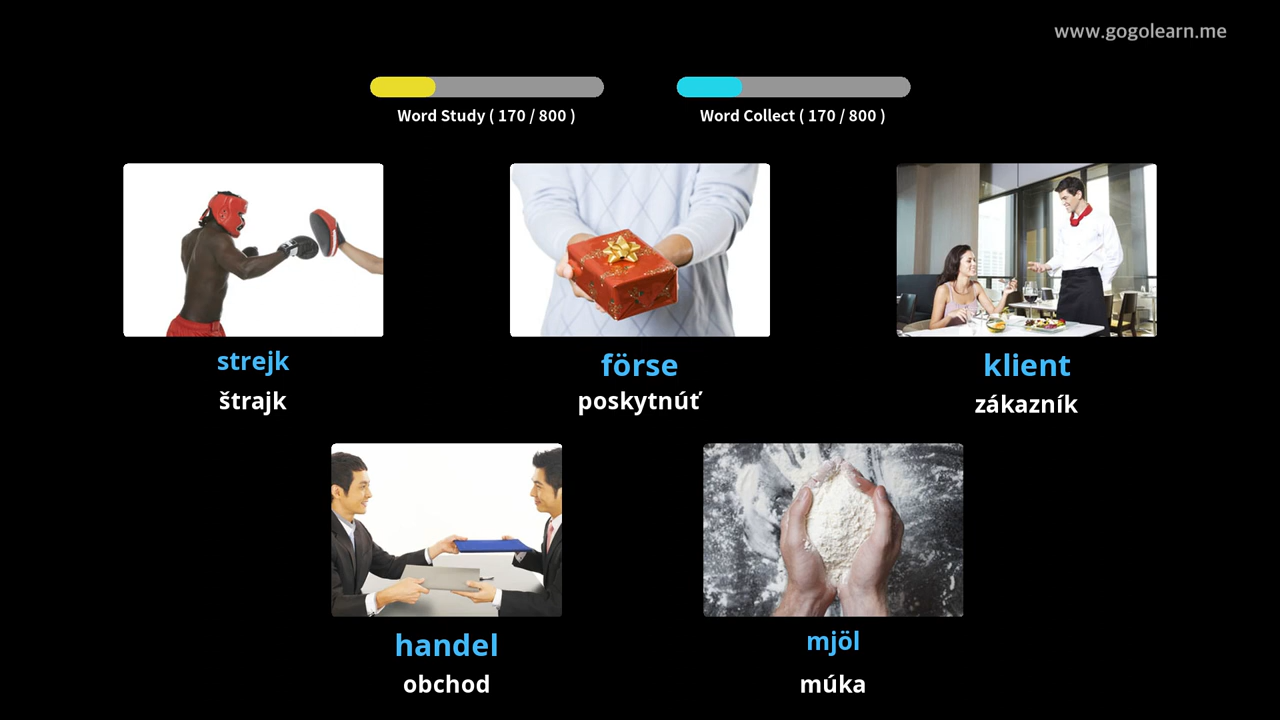 www.gogolearn.me
Word Study ( 170 / 800 )
Word Collect ( 170 / 800 )
strejk
štrajk
förse
poskytnúť
klient
zákazník
handel
obchod
mjöl
múka